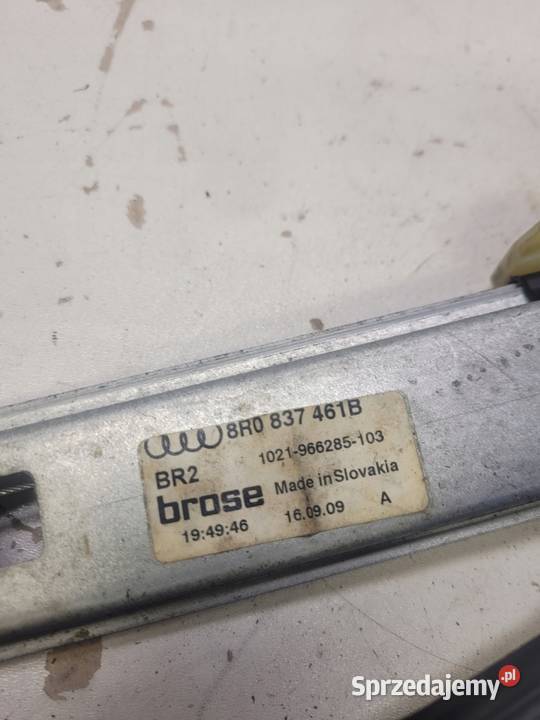 8R0 837 461B
BR2 1021-966285-103
brose Made in Slovakia
19:49:46 16.09.09 A
Sprzedajemy.pl